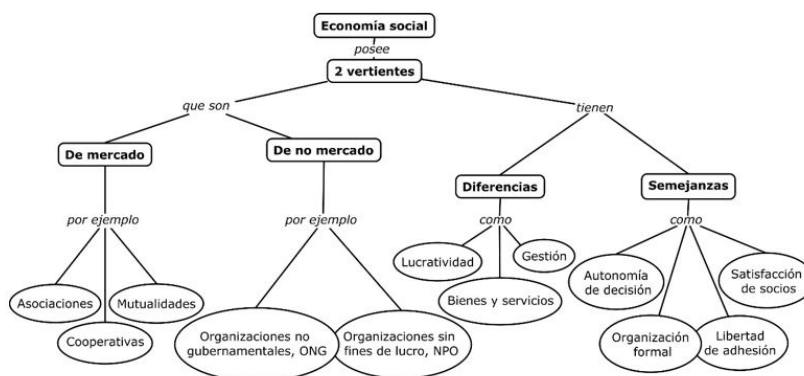 Economía social
posee
2 vertientes
que son
tienen
De mercado
De no mercado
Diferencias
Semejanzas
por ejemplo
por ejemplo
como
como
Lucratividad
Gestión
Bienes y servicios
Autonomía
de decisión
Satisfacción
de socios
Asociaciones
Mutualidades
Cooperativas
Organizaciones no
gubernamentales, ONG
Organizaciones sin
fines de lucro, NPO
Organización
formal
Libertad
de adhesión